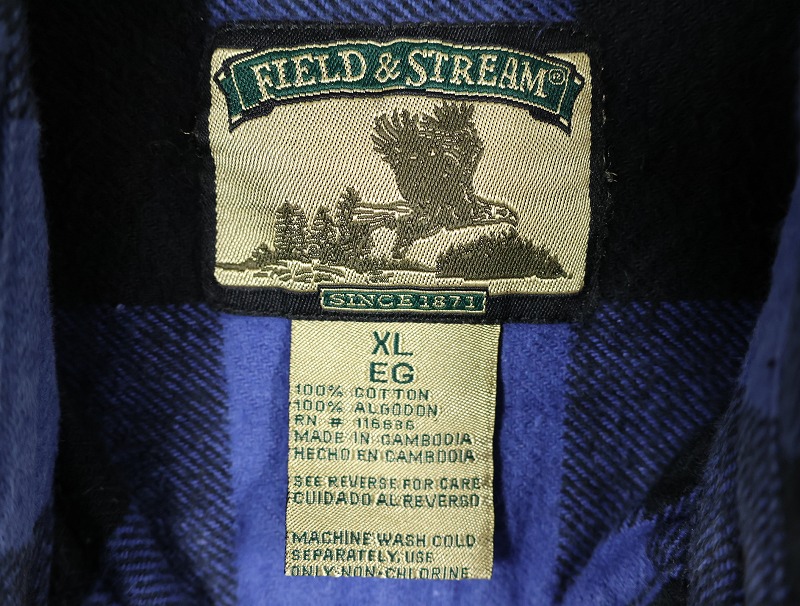 FIELD & STREAM®
SINCE 1871
XL
EG
100% COTTON
100% ALGODON
RN # 116686
MADE IN CAMBODIA
HECHO EN CAMBODIA
SEE REVERSE FOR CARE
CUIDADO AL REVERSO
MACHINE WASH COLD
SEPARATELY, USE
ONLY NON-CHLORINE